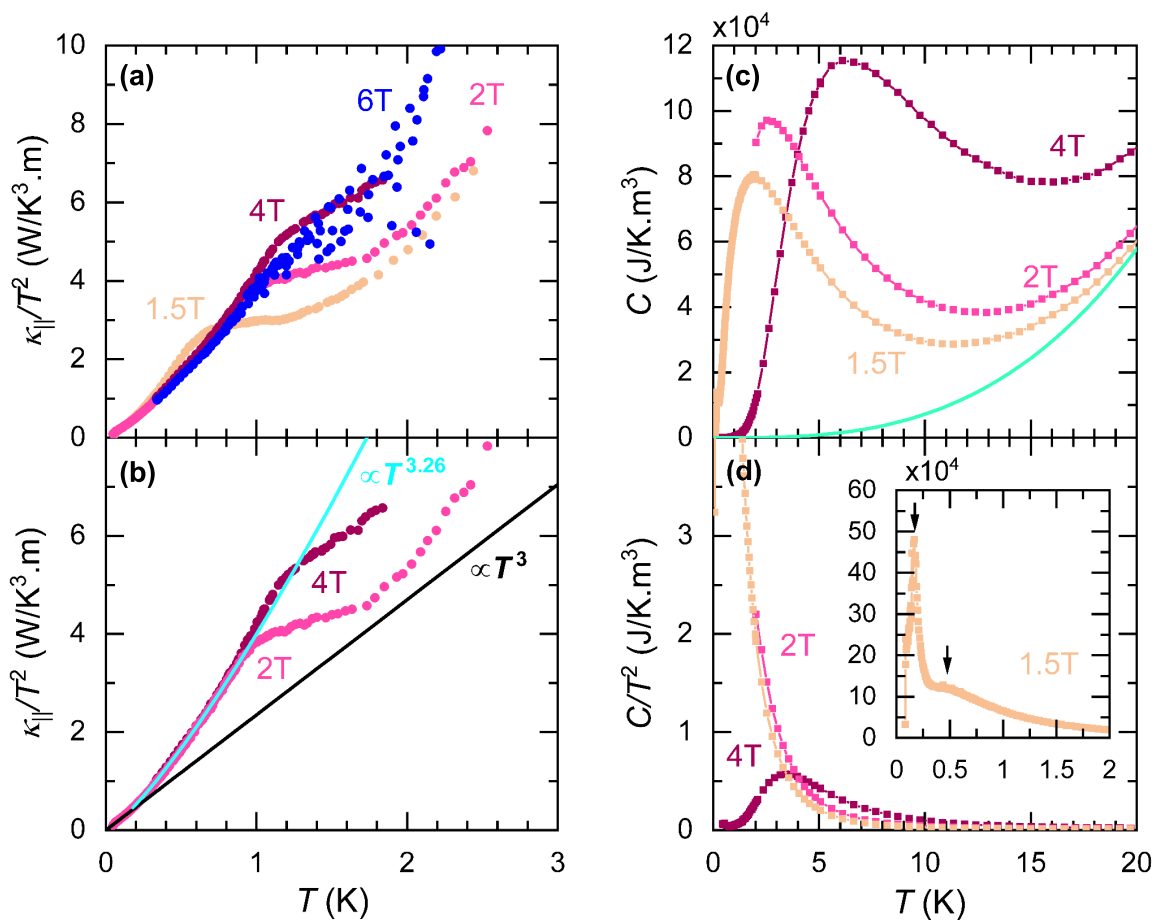 (a)
κ||/T² (W/K³.m)
10
8
6
4
2
0
6T
2T
4T
1.5T
(b)
κ||/T² (W/K³.m)
6
4
2
0
∝T³·²⁶
∝T³
4T
2T
0
1
2
3
T (K)
x10⁴
(c)
C (J/K.m³)
12
10
8
6
4
2
0
4T
2T
1.5T
(d)
C/T² (J/K.m³)
3
2
1
0
2T
4T
x10⁴
60
50
40
30
20
10
0
1.5T
0
0.5
1
1.5
2
0
5
10
15
20
T (K)